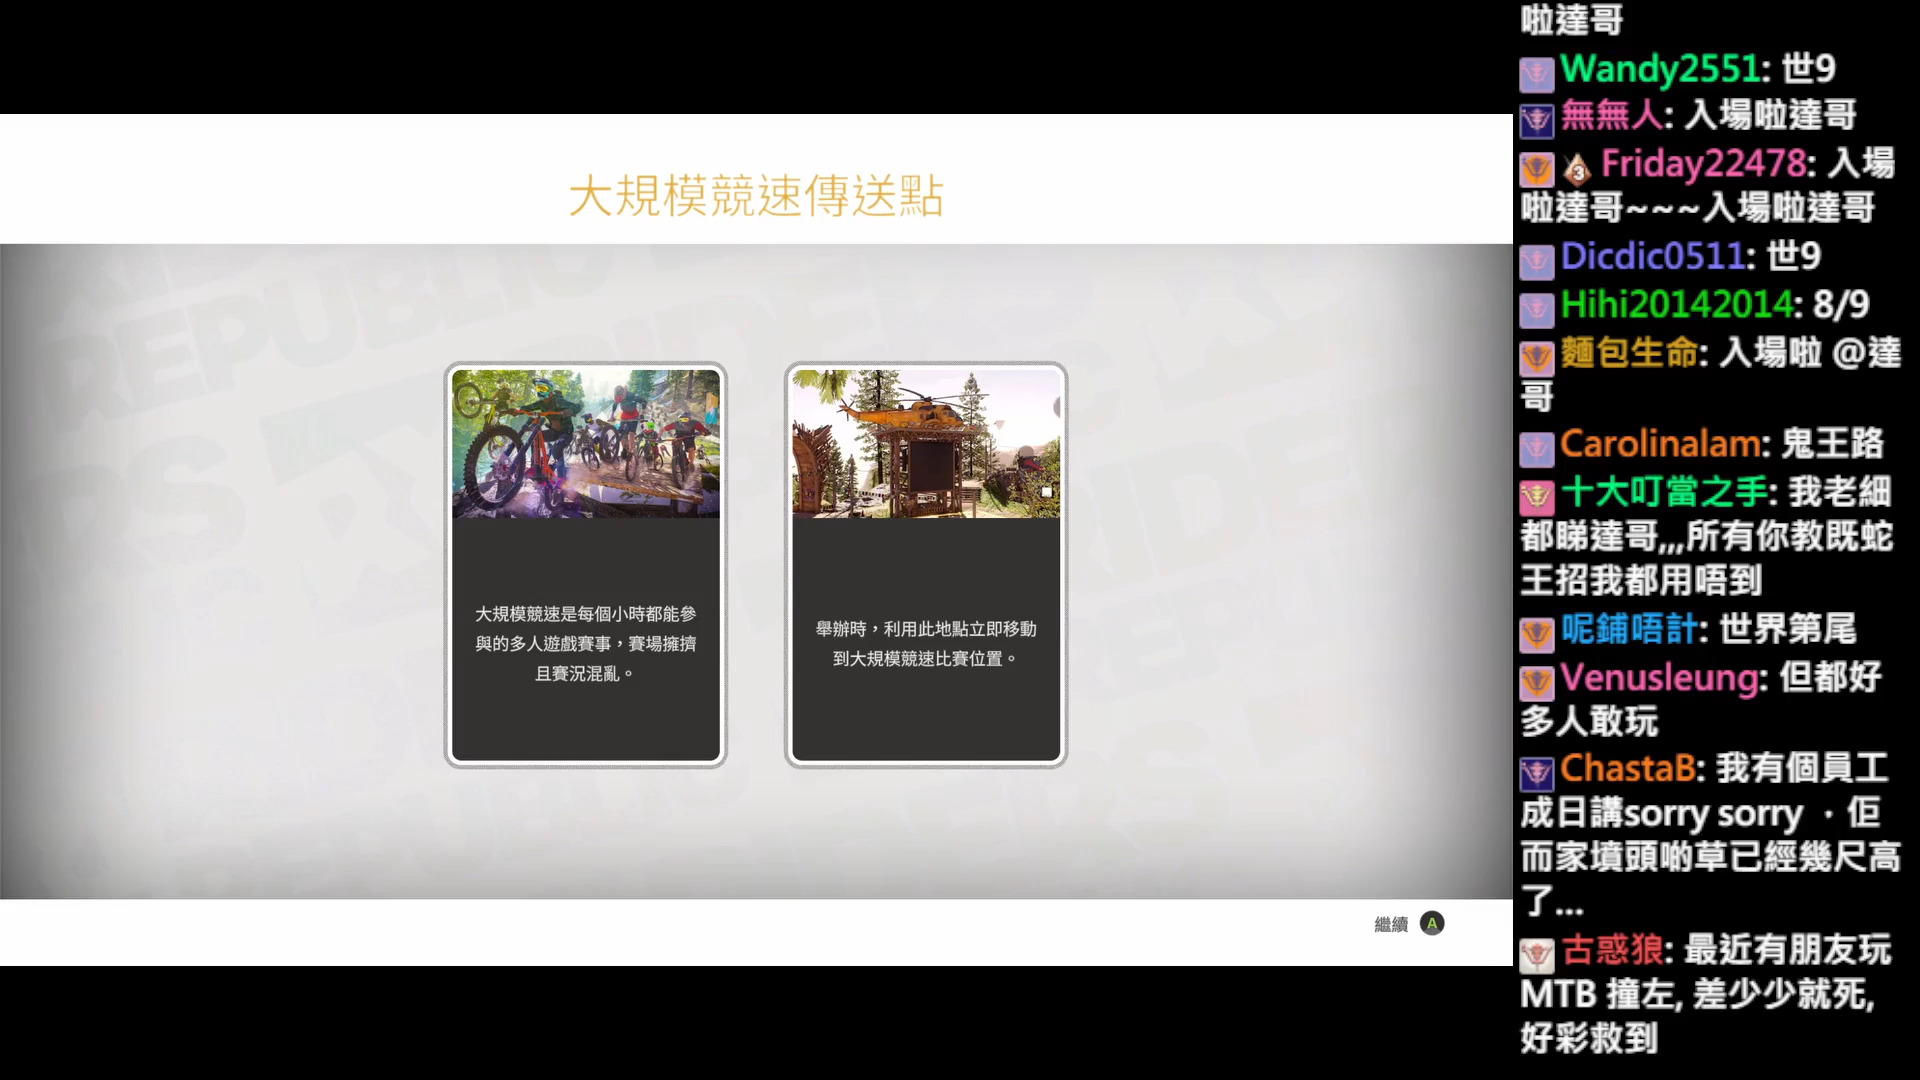 大規模競速傳送點
大規模競速是每個小時都能參
與的多人遊戲賽事，賽場擁擠
且賽況混亂。
舉辦時，利用此地點立即移動
到大規模競速比賽位置。
繼續 A
啦達哥
Wandy2551: 世9
無無人: 入場啦達哥
3 Friday22478: 入場
啦達哥~~~入場啦達哥
Dicdic0511: 世9
Hihi20142014: 8/9
麵包生命: 入場啦 @達
哥
Carolinalam: 鬼王路
十大叮當之手: 我老細
都睇達哥,,,所有你教既蛇
王招我都用唔到
呢鋪唔計: 世界第尾
Venusleung: 但都好
多人敢玩
ChastaB: 我有個員工
成日講sorry sorry ，佢
而家墳頭啲草已經幾尺高
了...
古惑狼: 最近有朋友玩
MTB 撞左, 差少少就死,
好彩救到